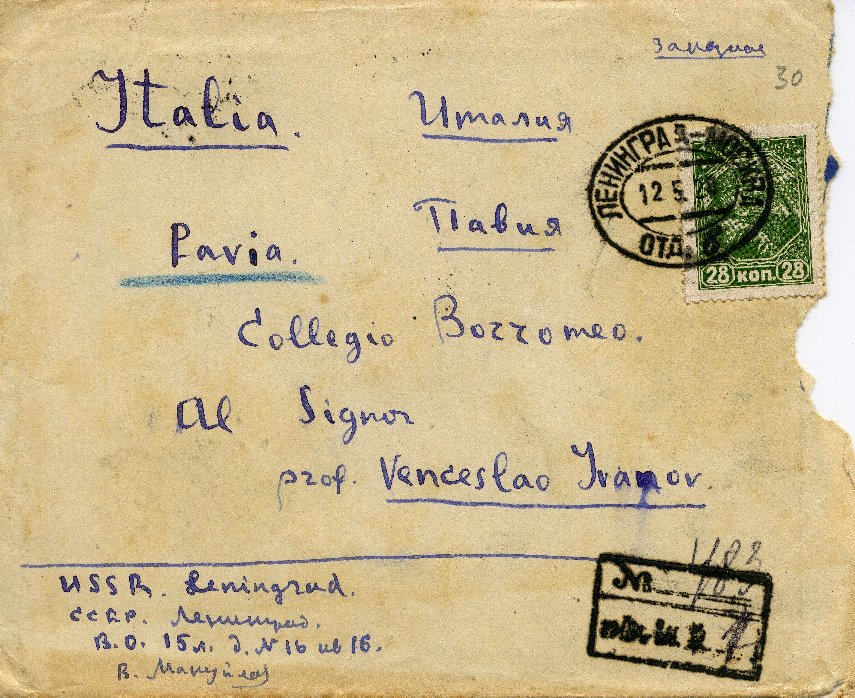 Заказное
30
Italia. Италия
Pavia. Павия
ЛЕНИНГРАД-МОСКВА
12 5
ОТД.
28 КОП. 28
Collegio Borromeo.
Al Signor
prof. Venceslao Ivanov.
№
USSR. Leningrad.
СССР. Ленинград.
В.О. 15 л. д. N 16 кв 16.
В. Мануйлов